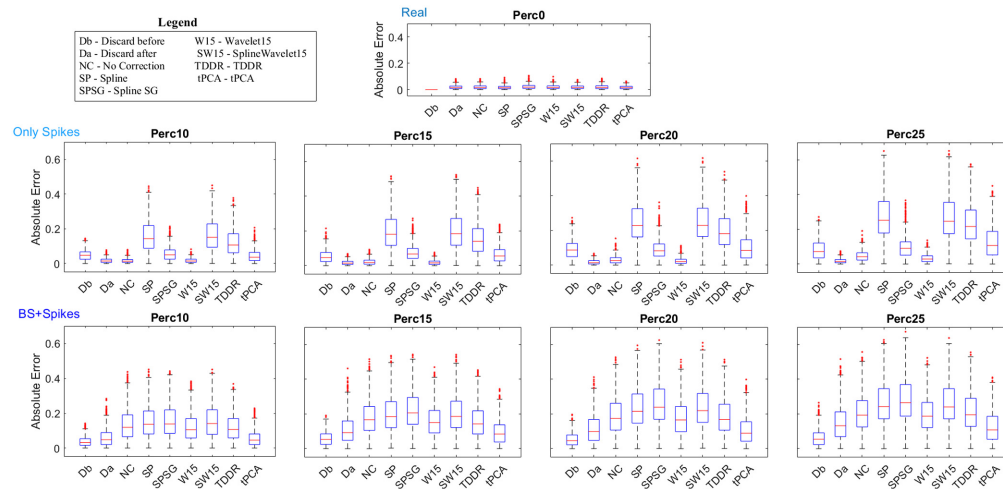 Real
Perc0
Legend
Db - Discard before W15 - Wavelet15
Da - Discard after SW15 - SplineWavelet15
NC - No Correction TDDR - TDDR
SP - Spline tPCA - tPCA
SPSG - Spline SG
Absolute Error
0.4
0.2
0
Db Da NC SP SPSG W15 SW15 TDDR tPCA
Only Spikes
Perc10 Perc15 Perc20 Perc25
Absolute Error
0.6
0.4
0.2
0
Db Da NC SP SPSG W15 SW15 TDDR tPCA
Db Da NC SP SPSG W15 SW15 TDDR tPCA
Db Da NC SP SPSG W15 SW15 TDDR tPCA
Db Da NC SP SPSG W15 SW15 TDDR tPCA
BS+Spikes
Perc10 Perc15 Perc20 Perc25
Absolute Error
0.6
0.4
0.2
0
Db Da NC SP SPSG W15 SW15 TDDR tPCA
Db Da NC SP SPSG W15 SW15 TDDR tPCA
Db Da NC SP SPSG W15 SW15 TDDR tPCA
Db Da NC SP SPSG W15 SW15 TDDR tPCA